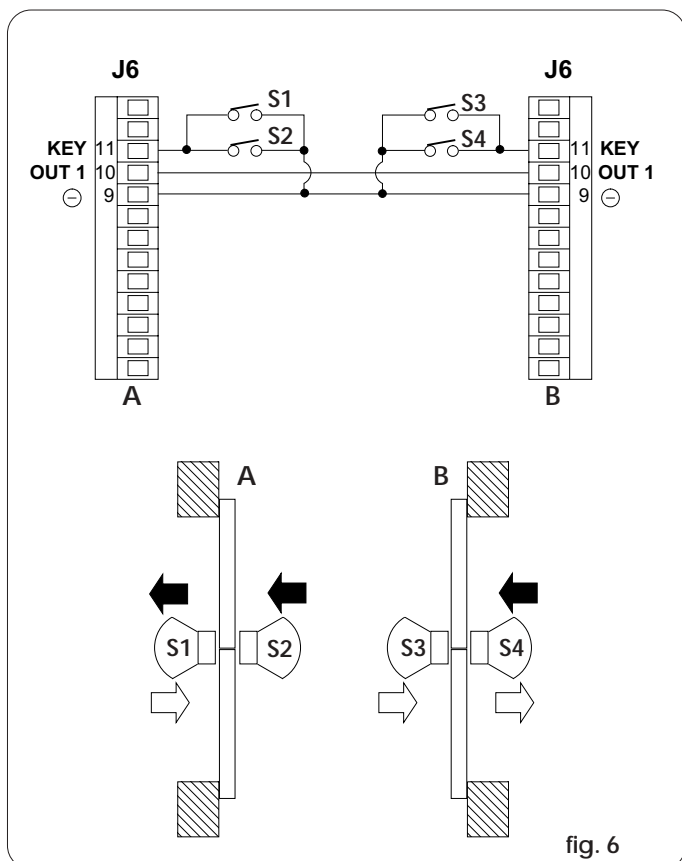 J6 J6
S1 S3
S2 S4
KEY 11 11 KEY
OUT 1 10 10 OUT 1
⊖ 9 9 ⊖
A B
A B
S1 S2 S3 S4
fig. 6